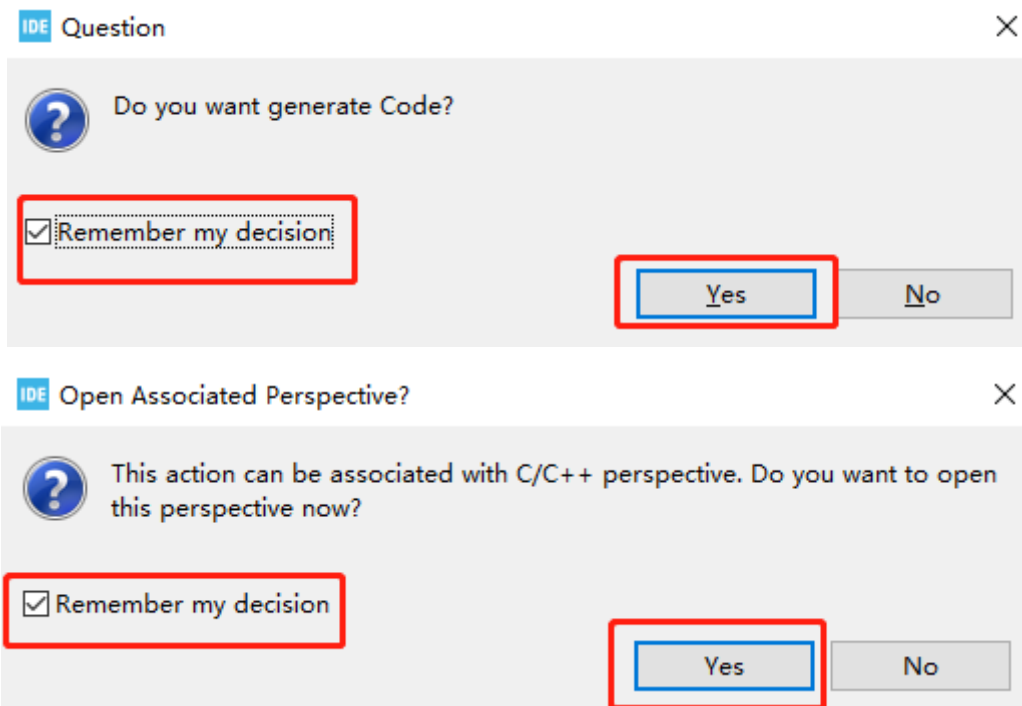 IDE Question
Do you want generate Code?
Remember my decision
Yes No
IDE Open Associated Perspective?
This action can be associated with C/C++ perspective. Do you want to open
this perspective now?
Remember my decision
Yes No